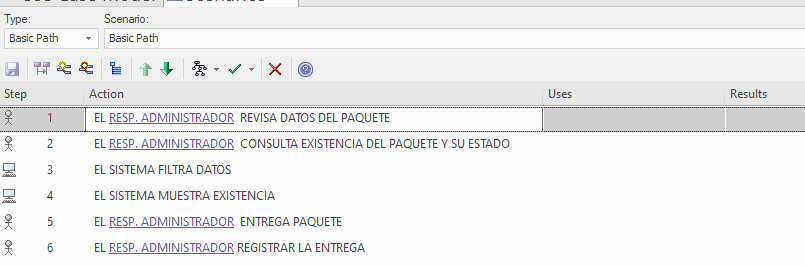 Type:
Scenario:
Basic Path
Basic Path
Step Action Uses Results
1 EL RESP. ADMINISTRADOR REVISA DATOS DEL PAQUETE
2 EL RESP. ADMINISTRADOR CONSULTA EXISTENCIA DEL PAQUETE Y SU ESTADO
3 EL SISTEMA FILTRA DATOS
4 EL SISTEMA MUESTRA EXISTENCIA
5 EL RESP. ADMINISTRADOR ENTREGA PAQUETE
6 EL RESP. ADMINISTRADOR REGISTRAR LA ENTREGA